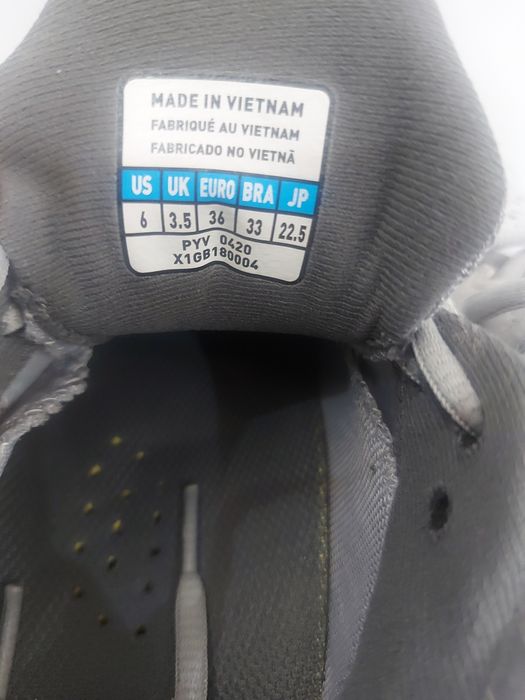 MADE IN VIETNAM
FABRIQUÉ AU VIETNAM
FABRICADO NO VIETNÃ
US UK EURO BRA JP
6 3.5 36 33 22.5
PYV 0420
X1GB180004